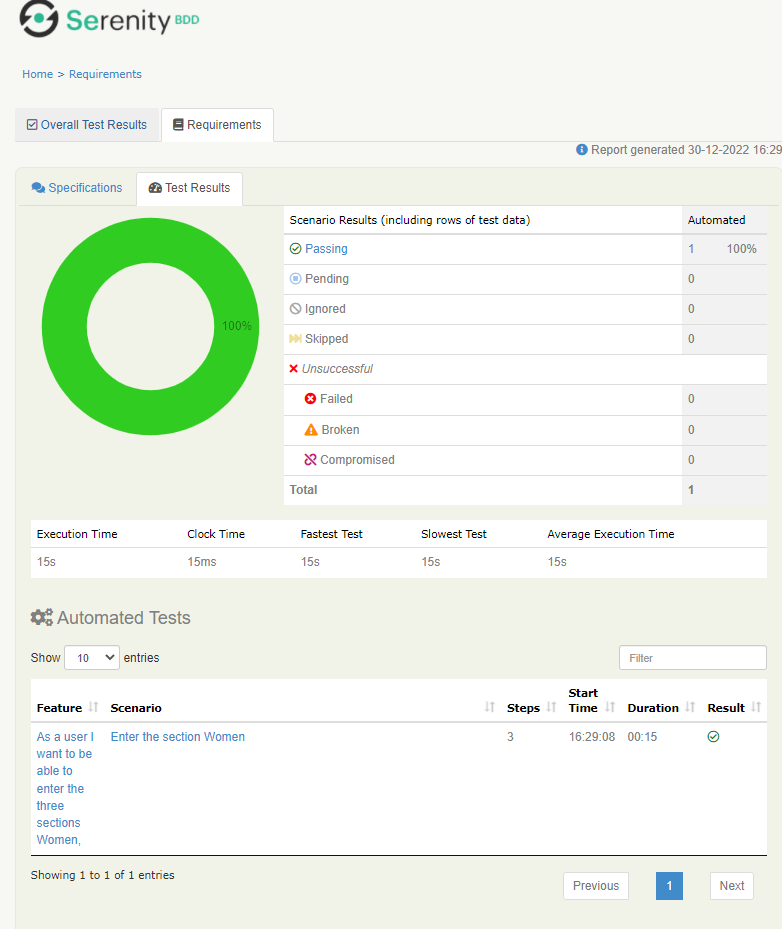 Serenity BDD
Home > Requirements
Overall Test Results Requirements
Report generated 30-12-2022 16:29
Specifications Test Results
100%
Scenario Results (including rows of test data) Automated
Passing 1 100%
Pending 0
Ignored 0
Skipped 0
Unsuccessful
Failed 0
Broken 0
Compromised 0
Total 1
Execution Time Clock Time Fastest Test Slowest Test Average Execution Time
15s 15ms 15s 15s 15s
Automated Tests
Show 10 entries Filter
Feature Scenario Steps Start Time Duration Result
As a user I Enter the section Women 3 16:29:08 00:15
want to be
able to
enter the
three
sections
Women,
Showing 1 to 1 of 1 entries
Previous 1 Next